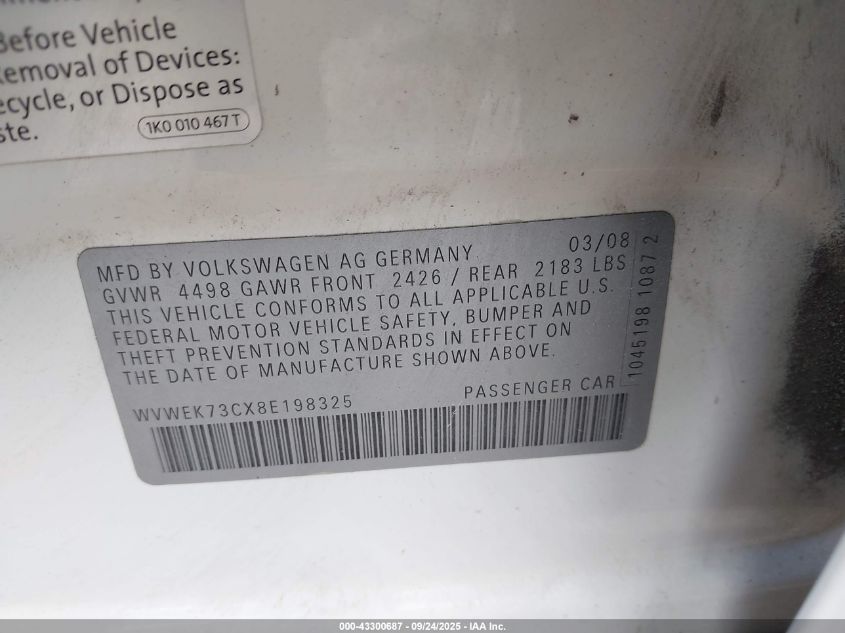 Before Vehicle
Removal of Devices:
ecycle, or Dispose as
ste.
1K0 010 467 T
MFD BY VOLKSWAGEN AG GERMANY 03/08
GVWR 4498 GAWR FRONT 2426 / REAR 2183 LBS
THIS VEHICLE CONFORMS TO ALL APPLICABLE U.S.
FEDERAL MOTOR VEHICLE SAFETY, BUMPER AND
THEFT PREVENTION STANDARDS IN EFFECT ON
THE DATE OF MANUFACTURE SHOWN ABOVE.
WVWEK73CX8E198325 PASSENGER CAR
1045198 1087 2
000-43300687 - 09/24/2025 - IAA Inc.